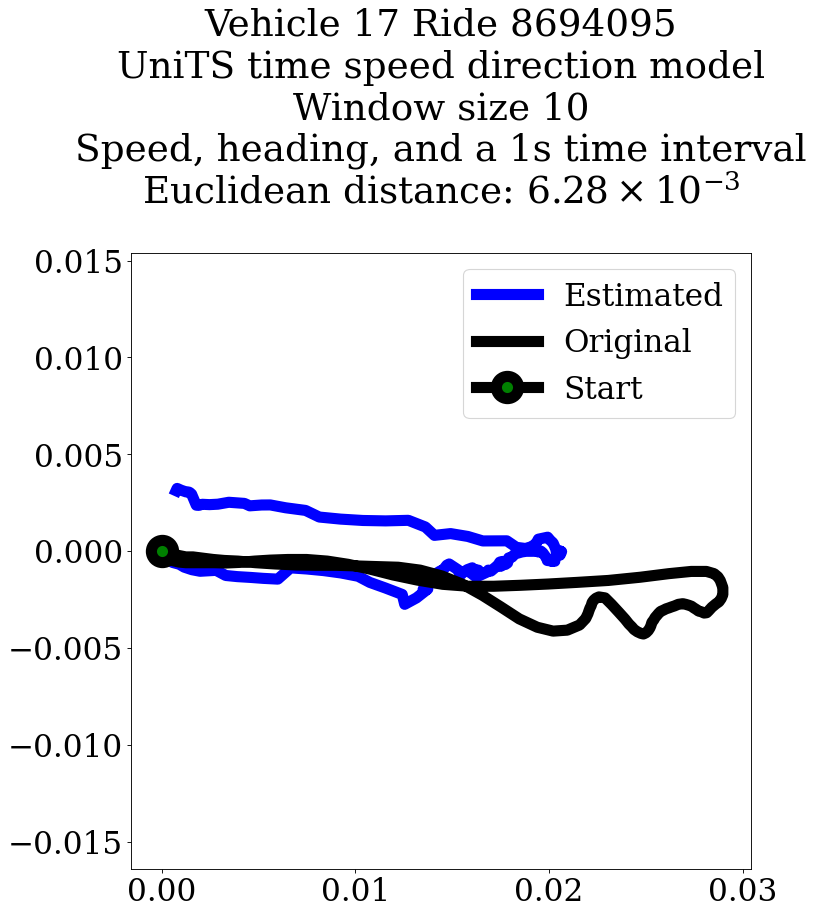 Vehicle 17 Ride 8694095
UniTS time speed direction model
Window size 10
Speed, heading, and a 1s time interval
Euclidean distance: 6.28 × 10⁻³
0.015
0.010
0.005
0.000
−0.005
−0.010
−0.015
Estimated
Original
Start
0.00 0.01 0.02 0.03